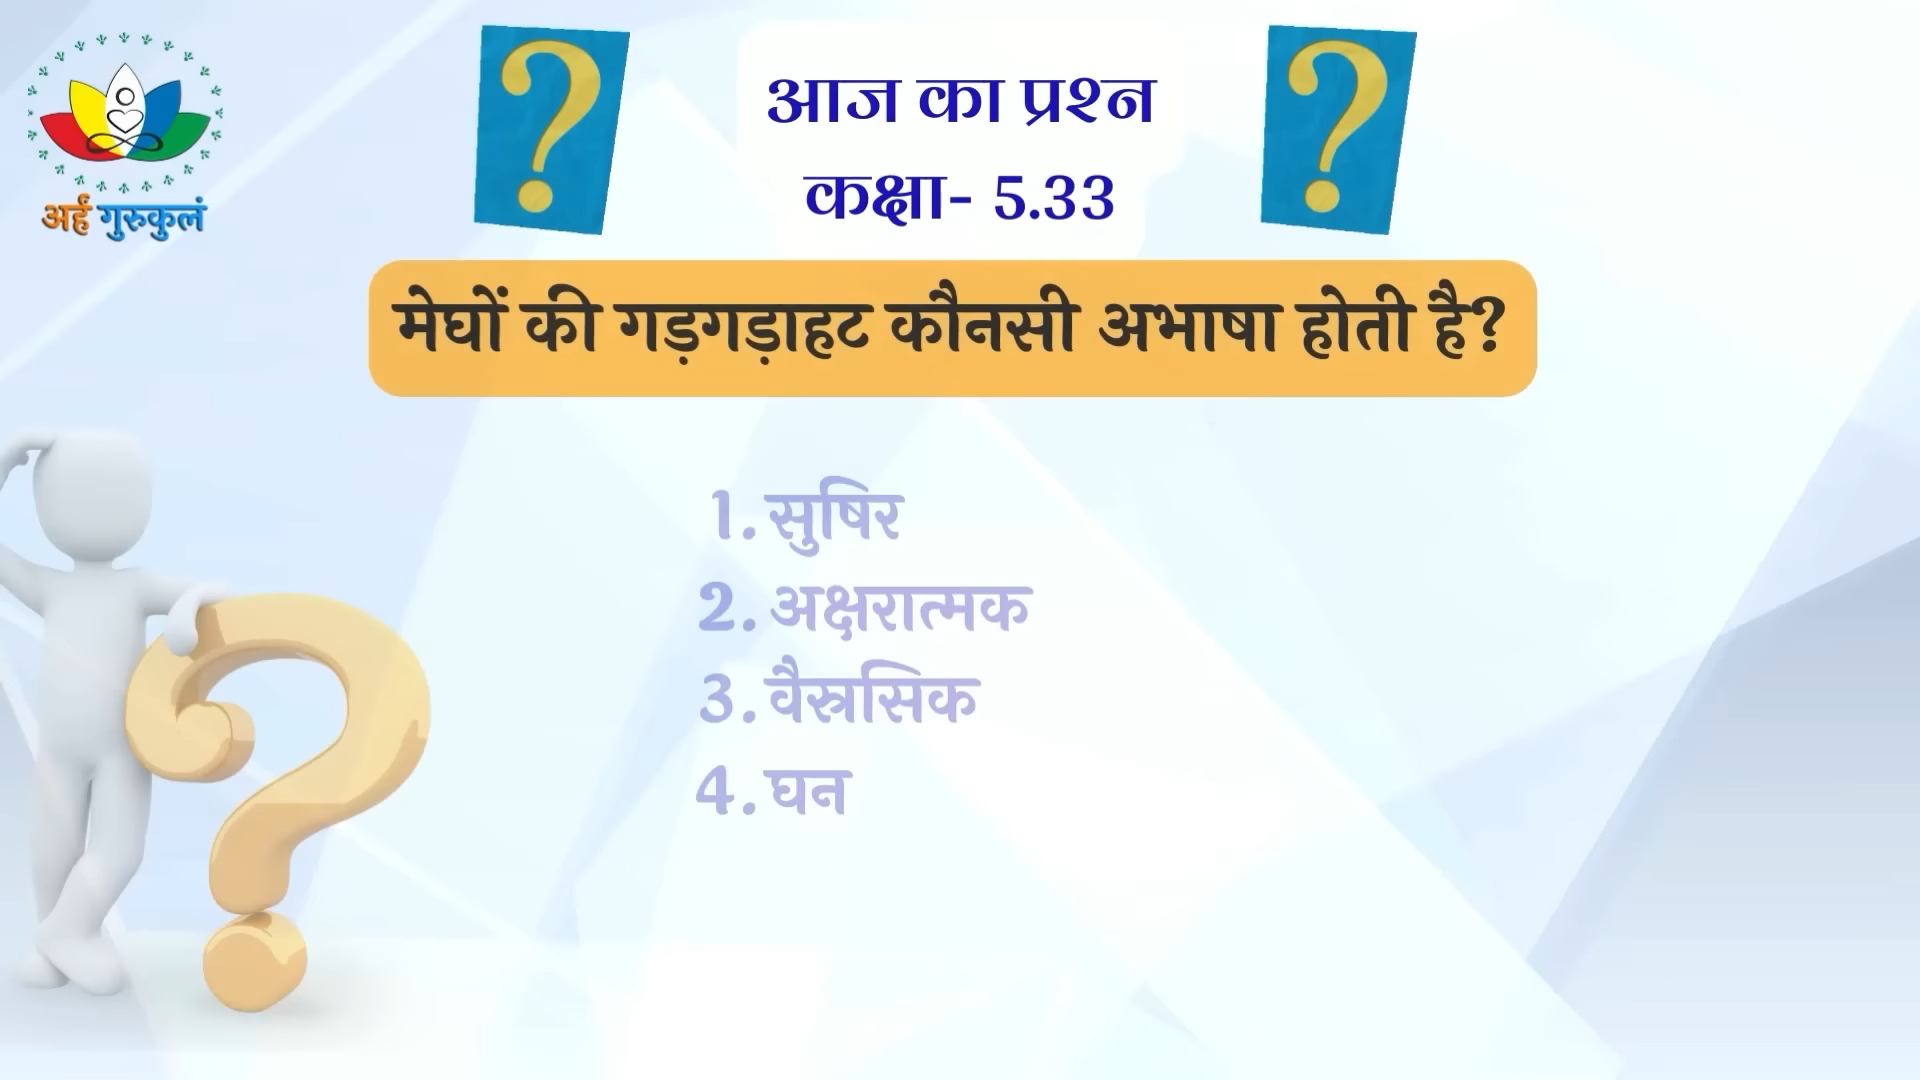 अर्हं गुरुकुलं
आज का प्रश्न
कक्षा- 5.33
मेघों की गड़गड़ाहट कौनसी अभाषा होती है?
1. सुषिर
2. अक्षरात्मक
3. वैस्रसिक
4. घन